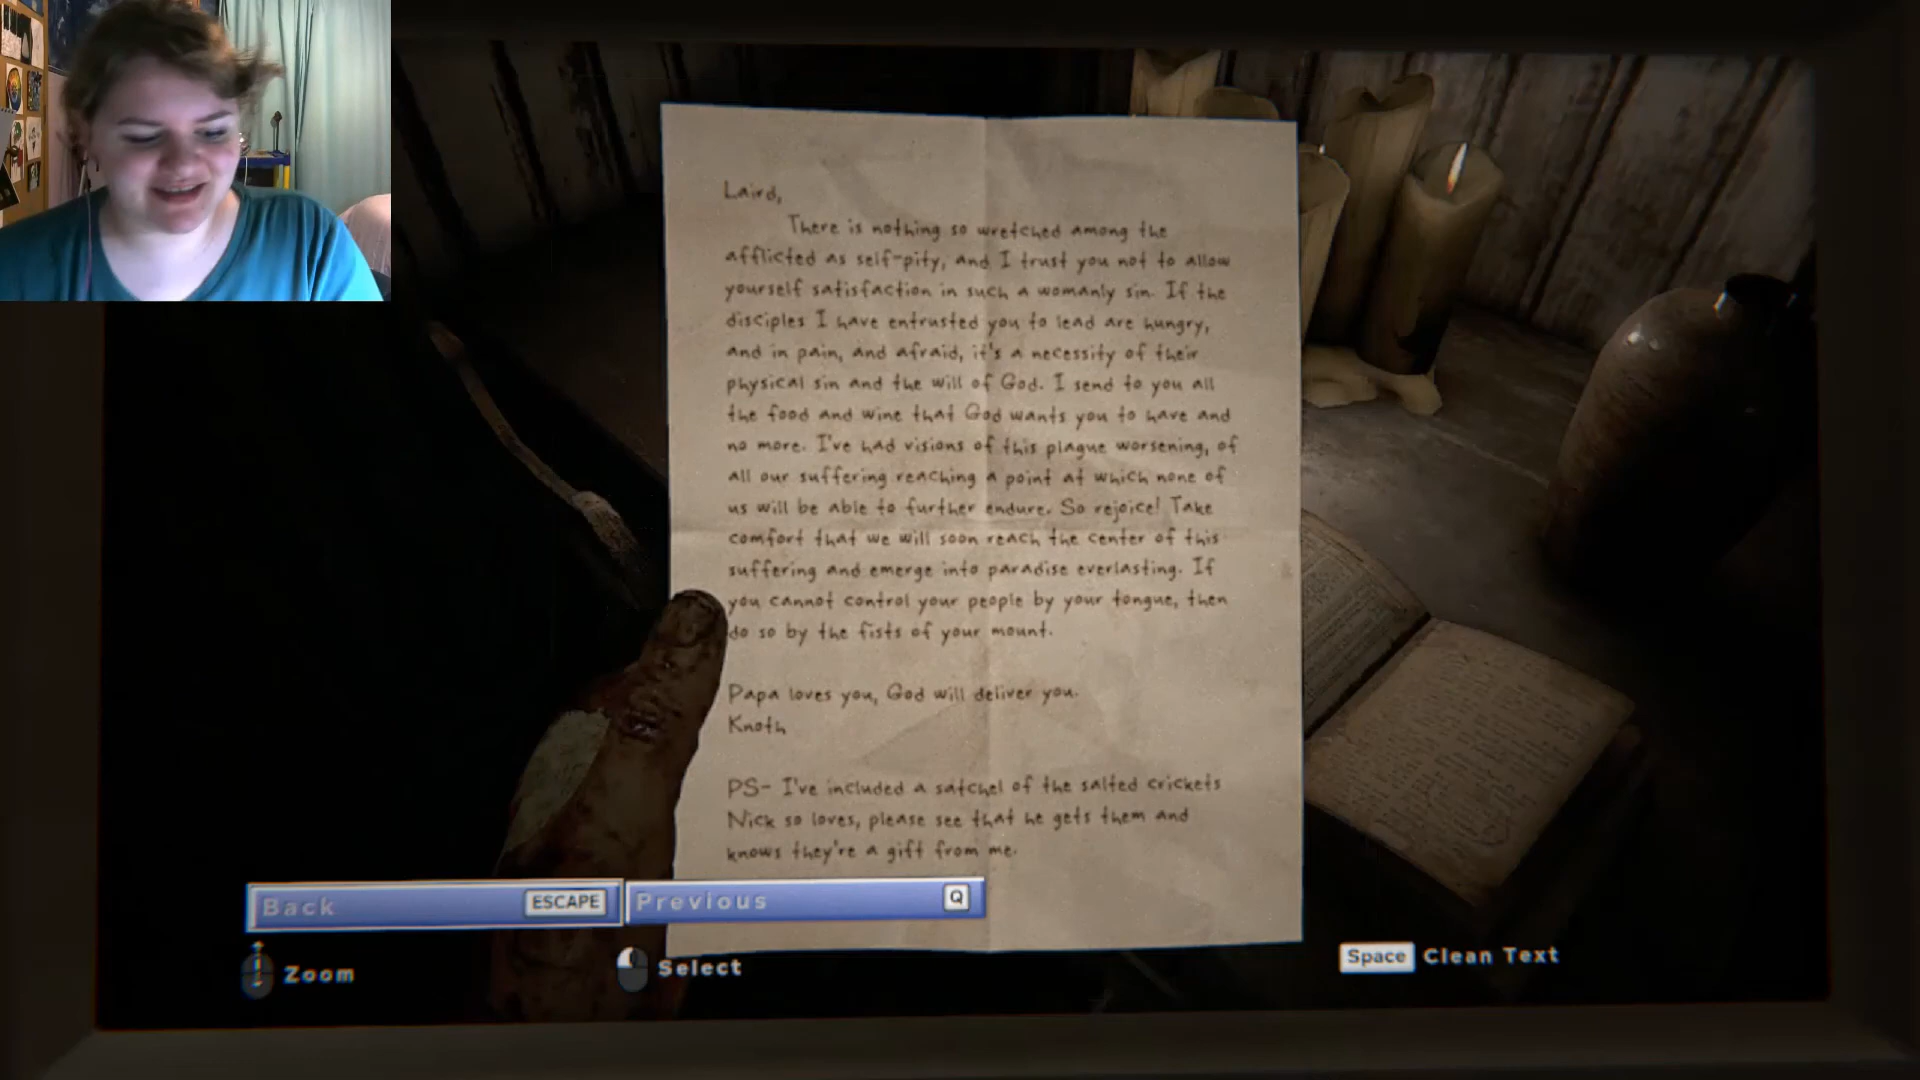 Laird,
There is nothing so wretched among the
afflicted as self-pity, and I trust you not to allow
yourself satisfaction in such a womanly sin. If the
disciples I have entrusted you to lead are hungry,
and in pain, and afraid, it's a necessity of their
physical sin and the will of God. I send to you all
the food and wine that God wants you to have and
no more. I've had visions of this plague worsening, of
all our suffering reaching a point at which none of
us will be able to further endure. So rejoice! Take
comfort that we will soon reach the center of this
suffering and emerge into paradise everlasting. If
you cannot control your people by your tongue, then
do so by the fists of your mount.
Papa loves you, God will deliver you.
Knoth
PS- I've included a satchel of the salted crickets
Nick so loves, please see that he gets them and
knows they're a gift from me.
Back ESCAPE Previous Q
Zoom Select Space Clean Text